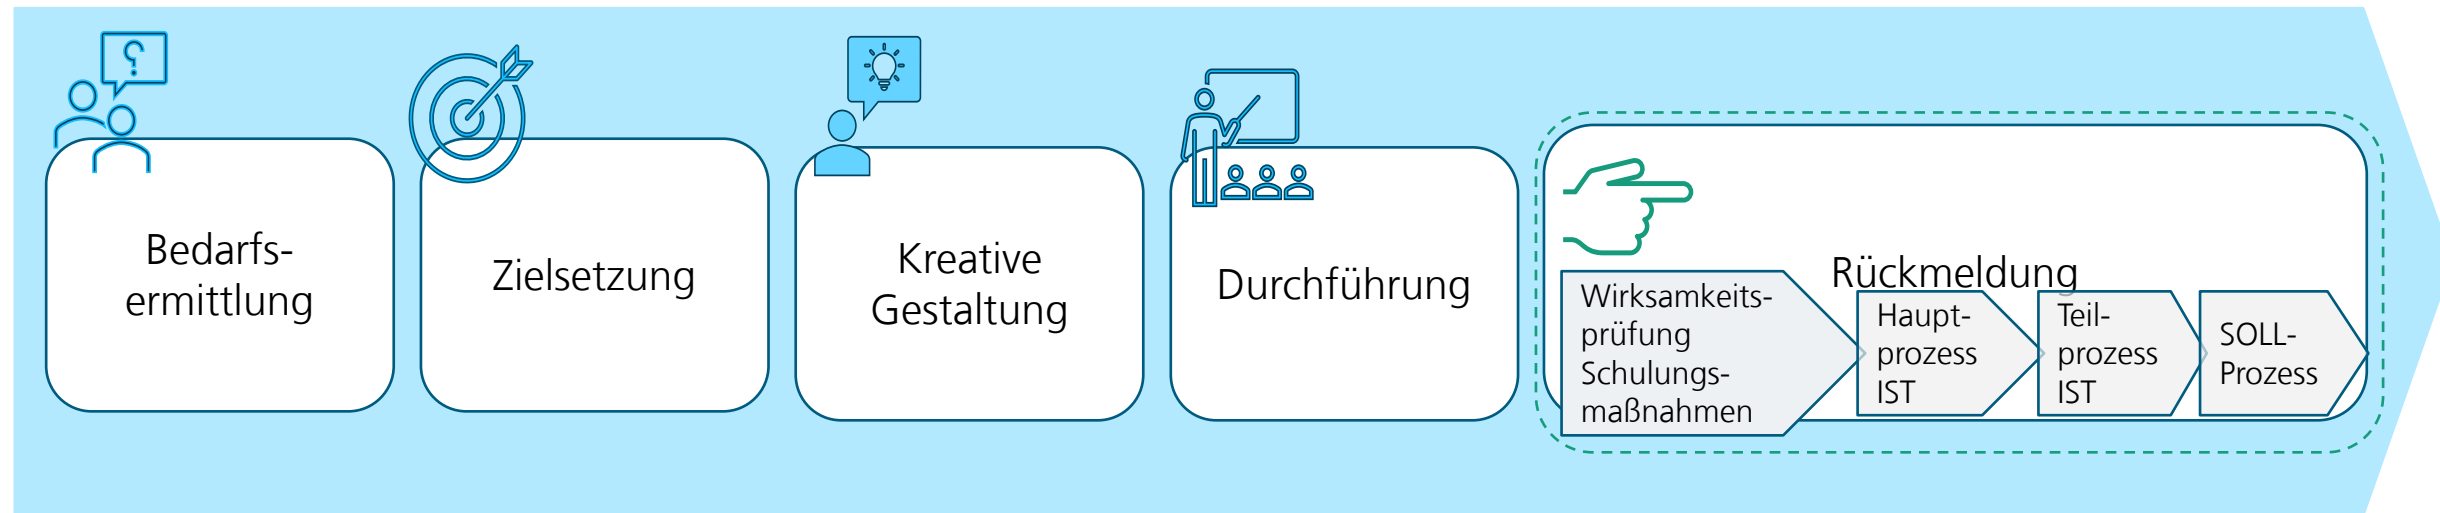 Bedarfs-
ermittlung
Zielsetzung
Kreative
Gestaltung
Durchführung
Rückmeldung
Wirksamkeits-
prüfung
Schulungs-
maßnahmen
Haupt-
prozess
IST
Teil-
prozess
IST
SOLL-
Prozess